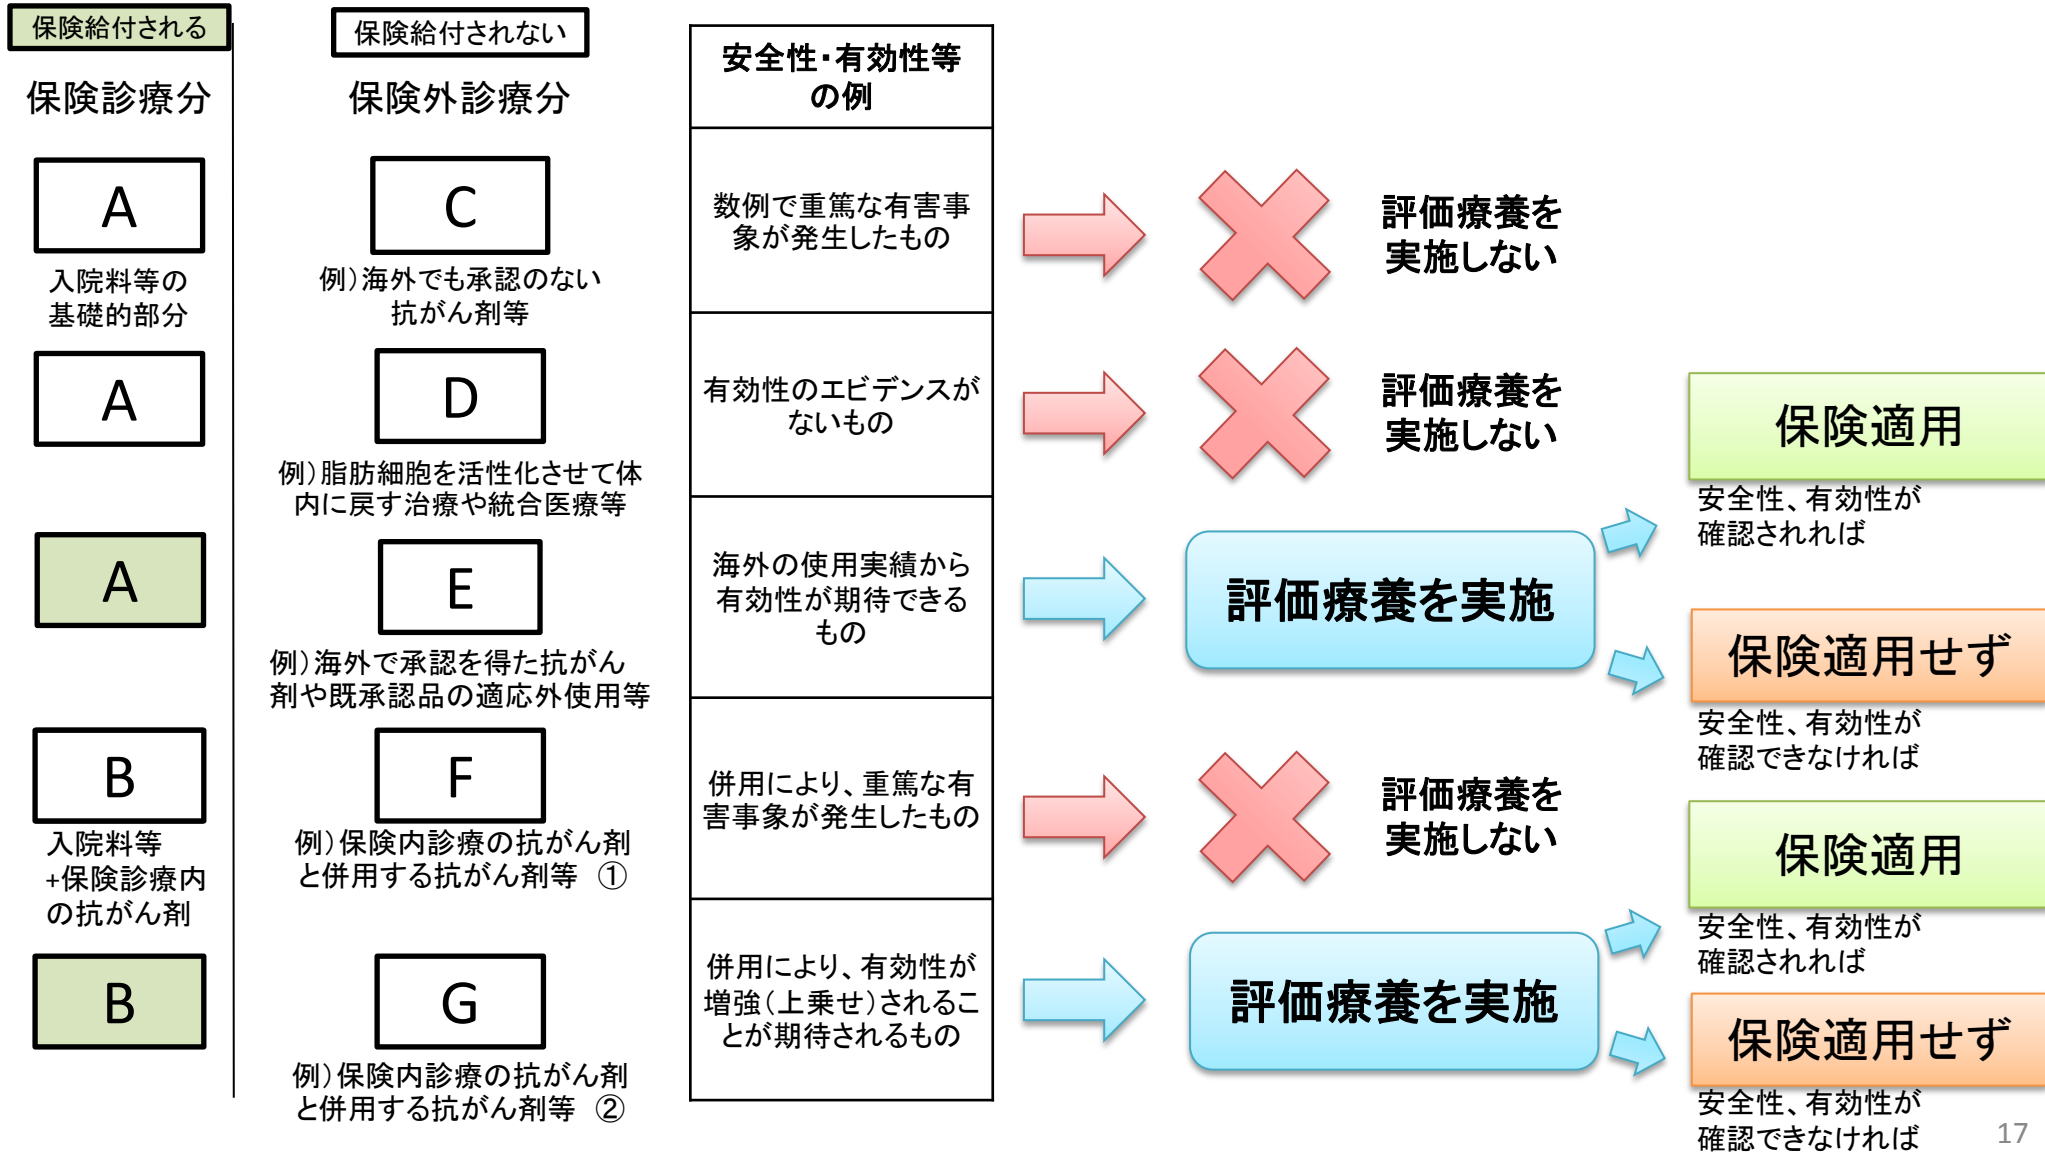 保険給付される
保険給付されない
保険診療分
保険外診療分
安全性・有効性等
の例
A
入院料等の
基礎的部分
C
例）海外でも承認のない
抗がん剤等
数例で重篤な有害事
象が発生したもの
評価療養を
実施しない
A
D
例）脂肪細胞を活性化させて体
内に戻す治療や統合医療等
有効性のエビデンスが
ないもの
評価療養を
実施しない
A
E
例）海外で承認を得た抗がん
剤や既承認品の適応外使用等
海外の使用実績から
有効性が期待できる
もの
評価療養を実施
保険適用
安全性、有効性が
確認されれば
保険適用せず
安全性、有効性が
確認できなければ
B
入院料等
+保険診療内
の抗がん剤
F
例）保険内診療の抗がん剤
と併用する抗がん剤等 ①
併用により、重篤な有
害事象が発生したもの
評価療養を
実施しない
B
G
例）保険内診療の抗がん剤
と併用する抗がん剤等 ②
併用により、有効性が
増強（上乗せ）されるこ
とが期待されるもの
評価療養を実施
保険適用
安全性、有効性が
確認されれば
保険適用せず
安全性、有効性が
確認できなければ
17